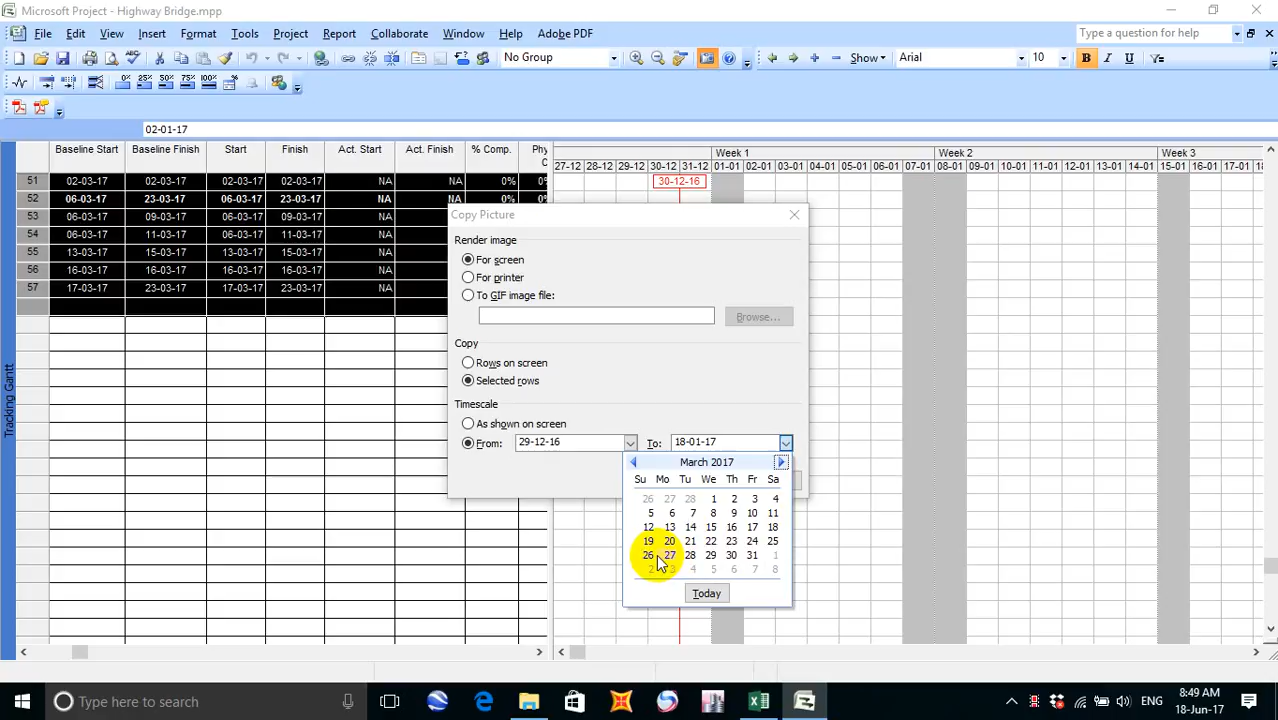 Microsoft Project - Highway Bridge.mpp
File Edit View Insert Format Tools Project Report Collaborate Window Help Adobe PDF
Type a question for help
No Group
Show
Arial
10
B I U
0% 25% 50% 75% 100%
02-01-17
Baseline Start Baseline Finish Start Finish Act. Start Act. Finish % Comp.
Week 1 Week 2 Week 3
27-12 28-12 29-12 30-12 31-12 01-01 02-01 03-01 04-01 05-01 06-01 07-01 08-01 09-01 10-01 11-01 12-01 13-01 14-01 15-01 16-01 17-01
30-12-16
51 02-03-17 02-03-17 02-03-17 02-03-17 NA NA 0%
52 06-03-17 23-03-17 06-03-17 23-03-17 NA NA 0%
53 06-03-17 09-03-17 06-03-17 09-03-17 NA
54 06-03-17 11-03-17 06-03-17 11-03-17 NA
55 13-03-17 15-03-17 13-03-17 15-03-17 NA
56 16-03-17 16-03-17 16-03-17 16-03-17 NA
57 17-03-17 23-03-17 17-03-17 23-03-17 NA
Tracking Gantt
Copy Picture
Render image
For screen
For printer
To GIF image file:
Browse...
Copy
Rows on screen
Selected rows
Timescale
As shown on screen
From: 29-12-16 To: 18-01-17
March 2017
Su Mo Tu We Th Fr Sa
26 27 28 1 2 3 4
5 6 7 8 9 10 11
12 13 14 15 16 17 18
19 20 21 22 23 24 25
26 27 28 29 30 31 1
2 3 4 5 6 7 8
Today
Type here to search
ENG
8:49 AM
18-Jun-17